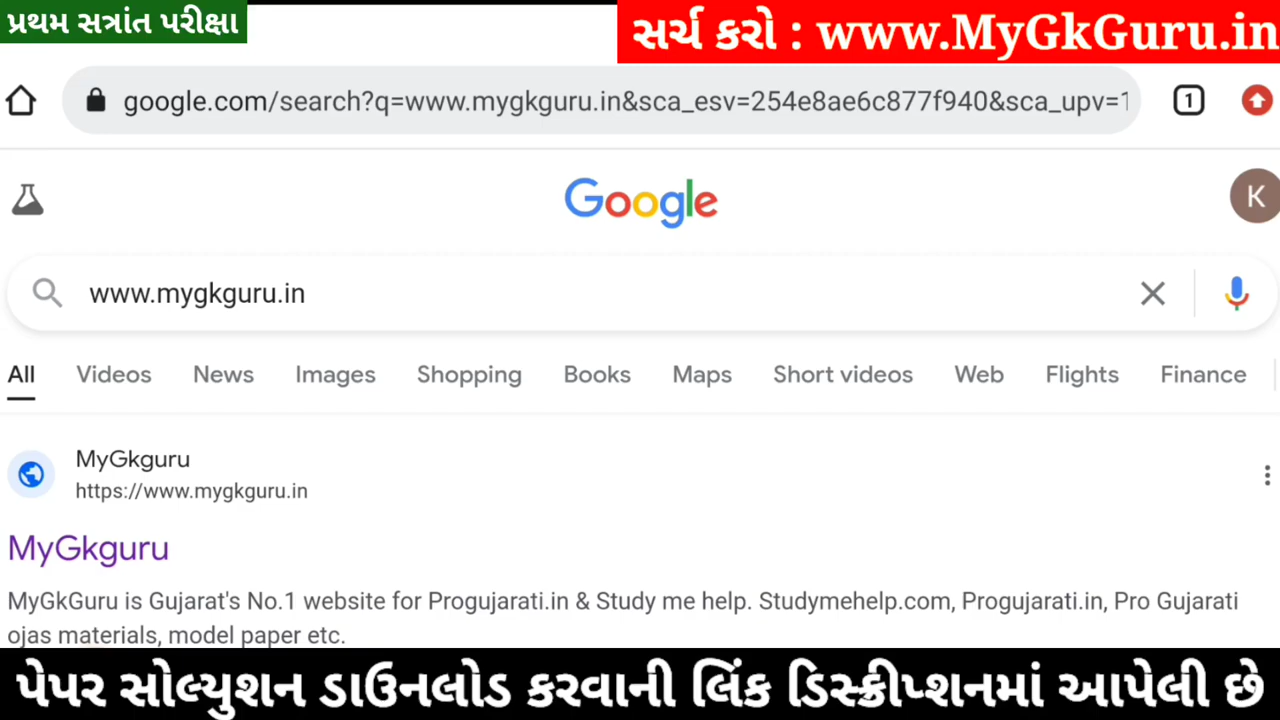 પ્રથમ સત્રાંત પરીક્ષા
સર્ચ કરો : www.MyGkGuru.in
google.com/search?q=www.mygkguru.in&sca_esv=254e8ae6c877f940&sca_upv=1
1
Google
K
www.mygkguru.in
All Videos News Images Shopping Books Maps Short videos Web Flights Finance
MyGkguru
https://www.mygkguru.in
MyGkguru
MyGkGuru is Gujarat's No.1 website for Progujarati.in & Study me help. Studymehelp.com, Progujarati.in, Pro Gujarati
ojas materials, model paper etc.
પેપર સોલ્યુશન ડાઉનલોડ કરવાની લિંક ડિસ્ક્રીપ્શનમાં આપેલી છે